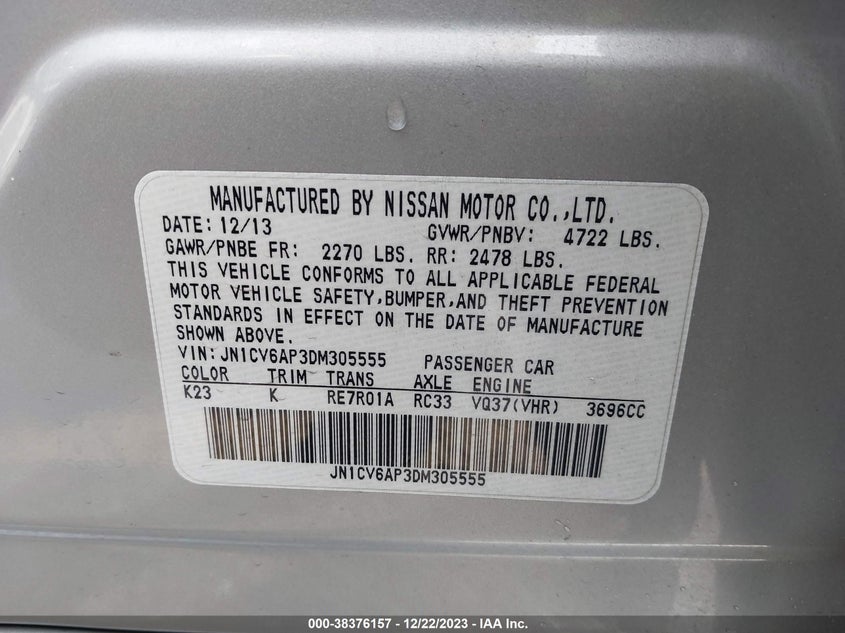 MANUFACTURED BY NISSAN MOTOR CO.,LTD.
DATE: 12/13 GVWR/PNBV: 4722 LBS.
GAWR/PNBE FR: 2270 LBS. RR: 2478 LBS.
THIS VEHICLE CONFORMS TO ALL APPLICABLE FEDERAL
MOTOR VEHICLE SAFETY,BUMPER,AND THEFT PREVENTION
STANDARDS IN EFFECT ON THE DATE OF MANUFACTURE
SHOWN ABOVE.
VIN: JN1CV6AP3DM305555 PASSENGER CAR
COLOR TRIM TRANS AXLE ENGINE
K23 K RE7R01A RC33 VQ37(VHR) 3696CC
JN1CV6AP3DM305555
000-38376157 - 12/22/2023 - IAA Inc.